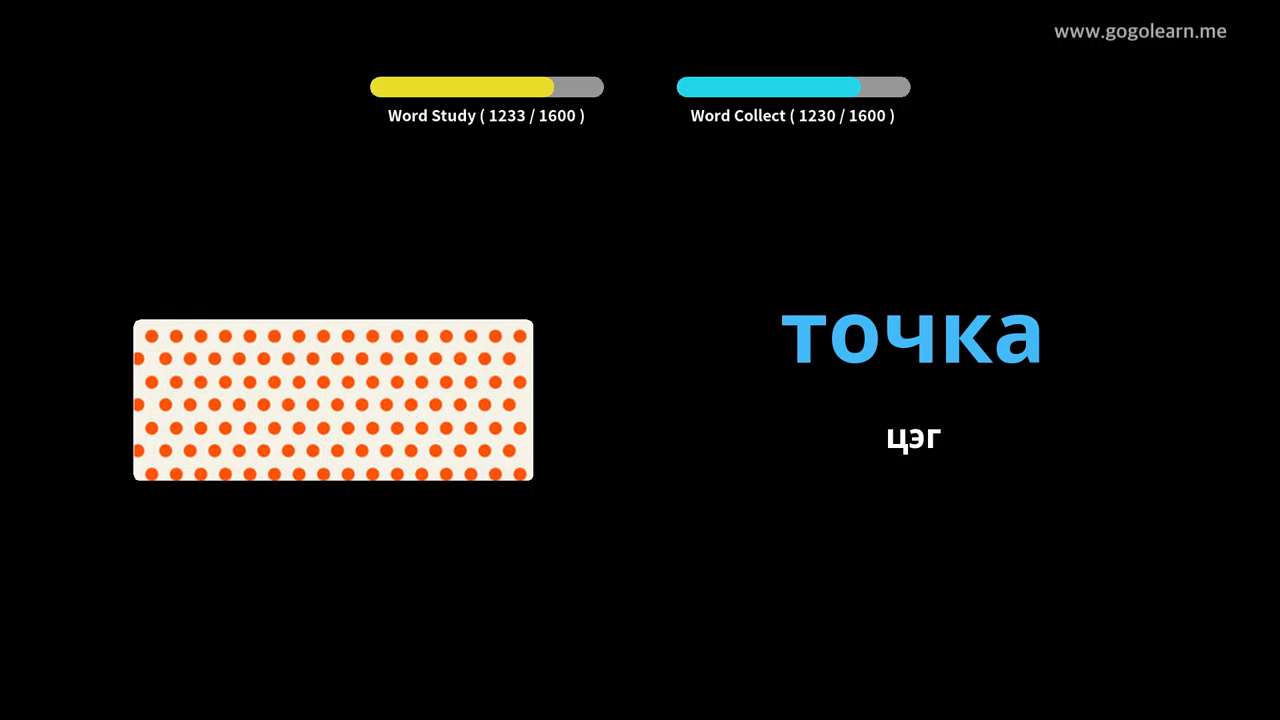 www.gogolearn.me
Word Study ( 1233 / 1600 )
Word Collect ( 1230 / 1600 )
точка
цэг